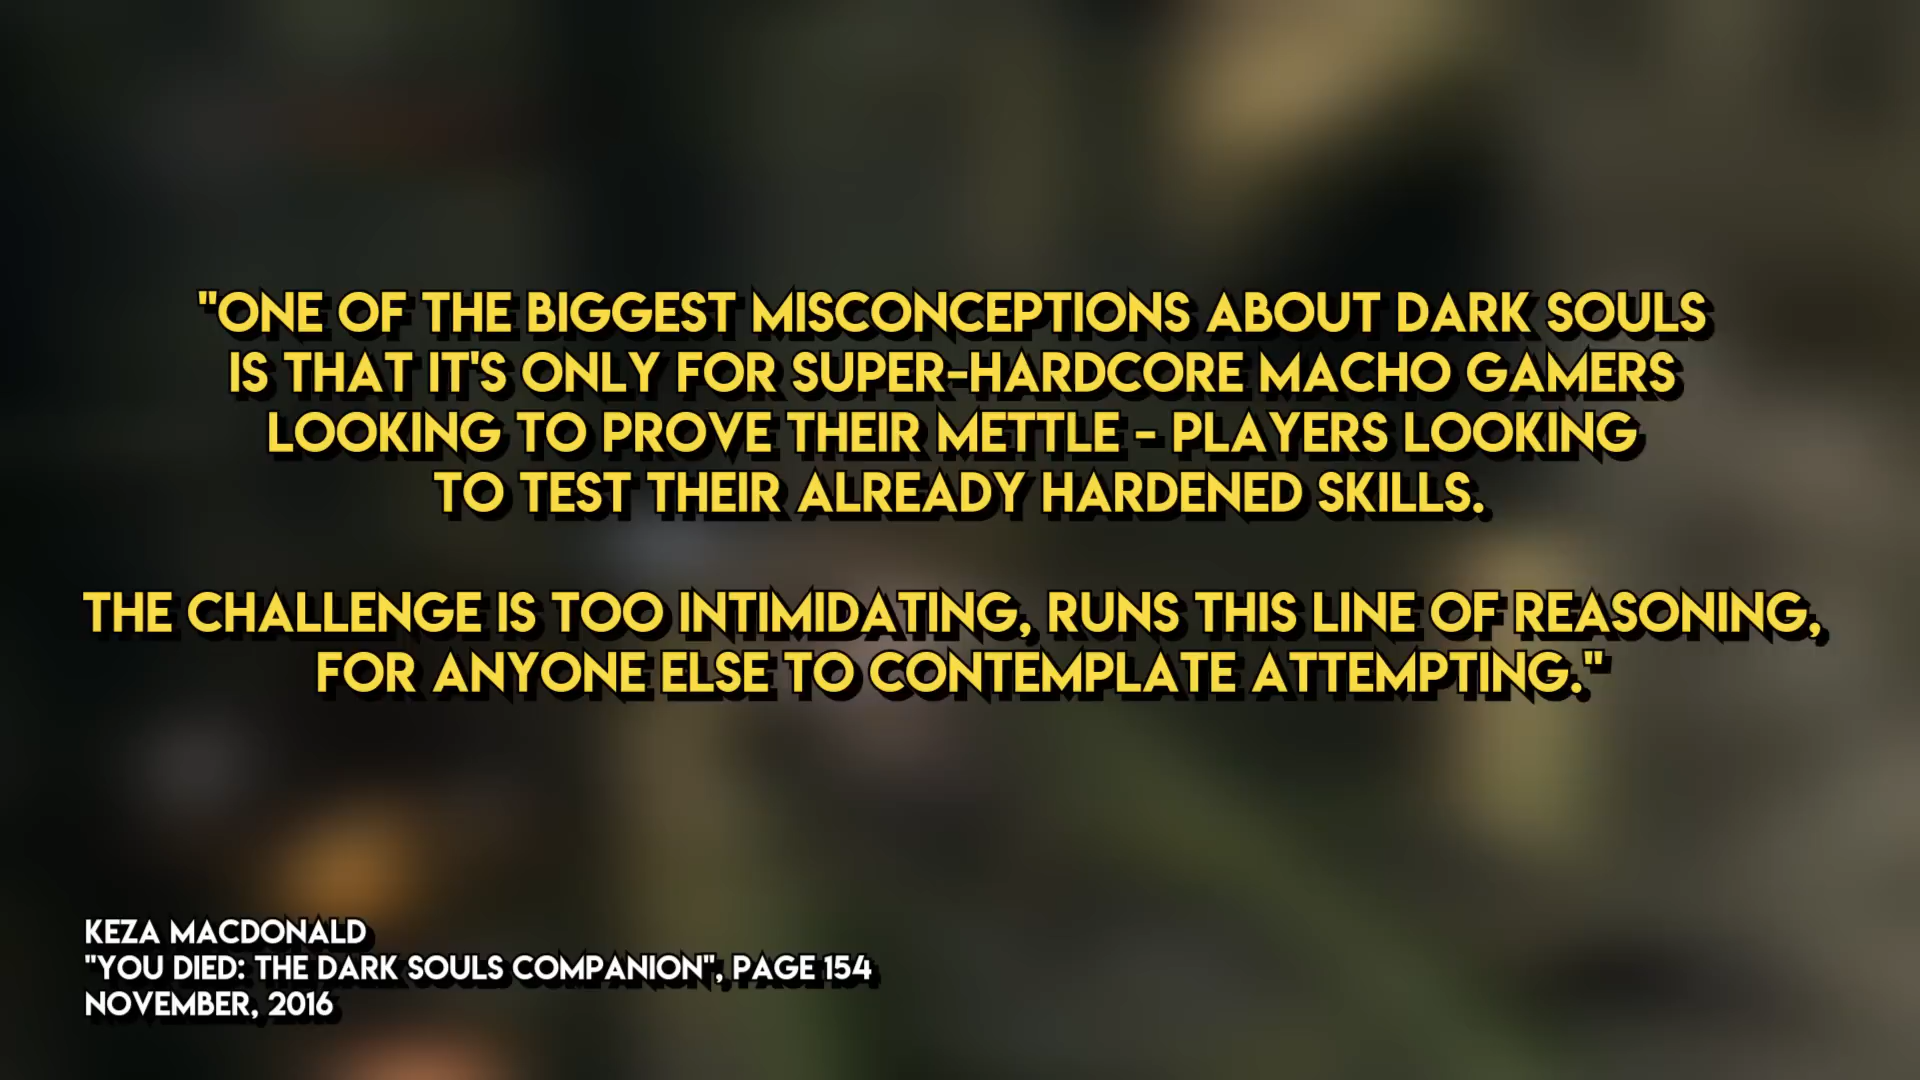 "ONE OF THE BIGGEST MISCONCEPTIONS ABOUT DARK SOULS
IS THAT IT'S ONLY FOR SUPER-HARDCORE MACHO GAMERS
LOOKING TO PROVE THEIR METTLE - PLAYERS LOOKING
TO TEST THEIR ALREADY HARDENED SKILLS.
THE CHALLENGE IS TOO INTIMIDATING, RUNS THIS LINE OF REASONING,
FOR ANYONE ELSE TO CONTEMPLATE ATTEMPTING."
KEZA MACDONALD
"YOU DIED: THE DARK SOULS COMPANION", PAGE 154
NOVEMBER, 2016